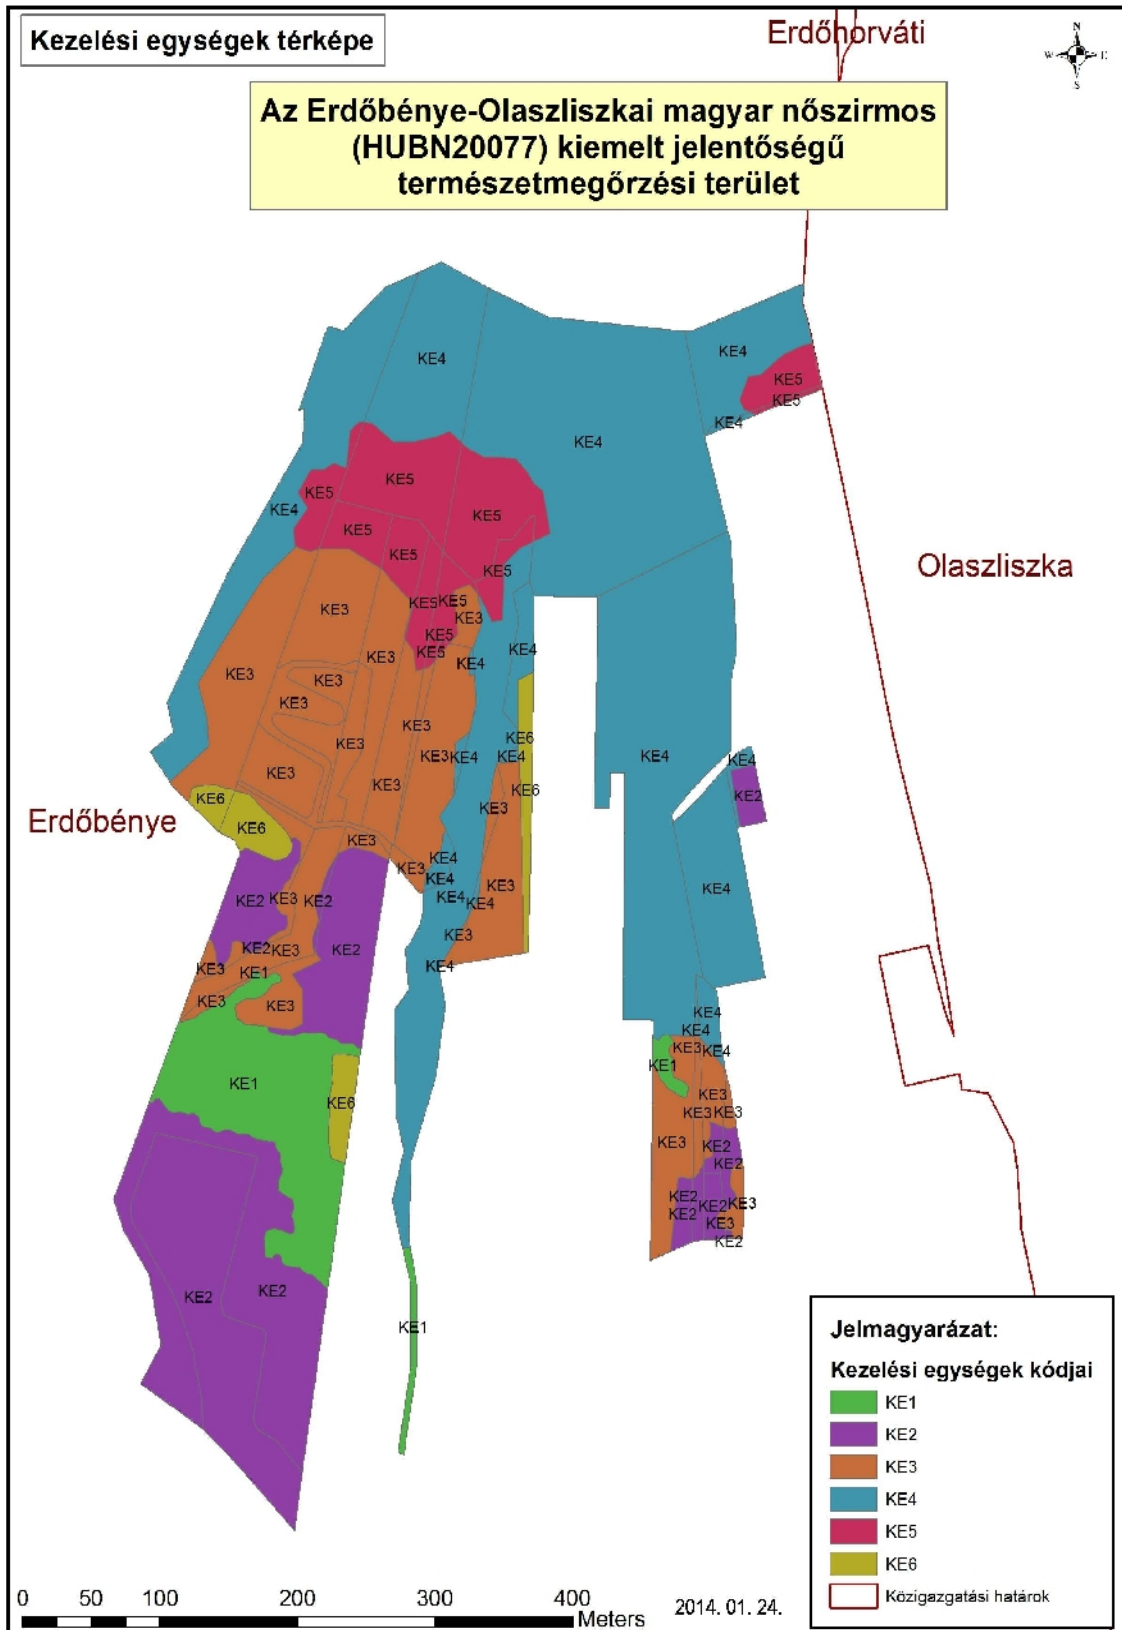 Kezelési egységek térképe
Erdőhorváti
N
W E
S
Az Erdőbénye-Olaszliszkai magyar nőszirmos
(HUBN20077) kiemelt jelentőségű
természetmegőrzési terület
KE4
KE4
KE5
KE5
KE4
KE4
KE5
KE5
KE4
KE5
KE5
KE5
KE5
Olaszliszka
KE5
KE5
KE3
KE3
KE5
KE5
KE4
KE3
KE4
KE3
KE3
KE3
KE3
KE6
KE3
KE3
KE4
KE4
KE4
KE4
KE3
KE3
KE6
KE2
KE6
KE3
Erdőbénye
KE6
KE3
KE4
KE3
KE4
KE4
KE3
KE4
KE2
KE3
KE2
KE4
KE3
KE2
KE2
KE3
KE4
KE3
KE1
KE3
KE3
KE4
KE4
KE3
KE4
KE1
KE1
KE3
KE6
KE3
KE3
KE3
KE2
KE2
KE2
KE2
KE3
KE2
KE3
KE2
KE2
KE2
KE1
Jelmagyarázat:
Kezelési egységek kódjai
KE1
KE2
KE3
KE4
KE5
KE6
Közigazgatási határok
0 50 100 200 300 400
Meters
2014. 01. 24.